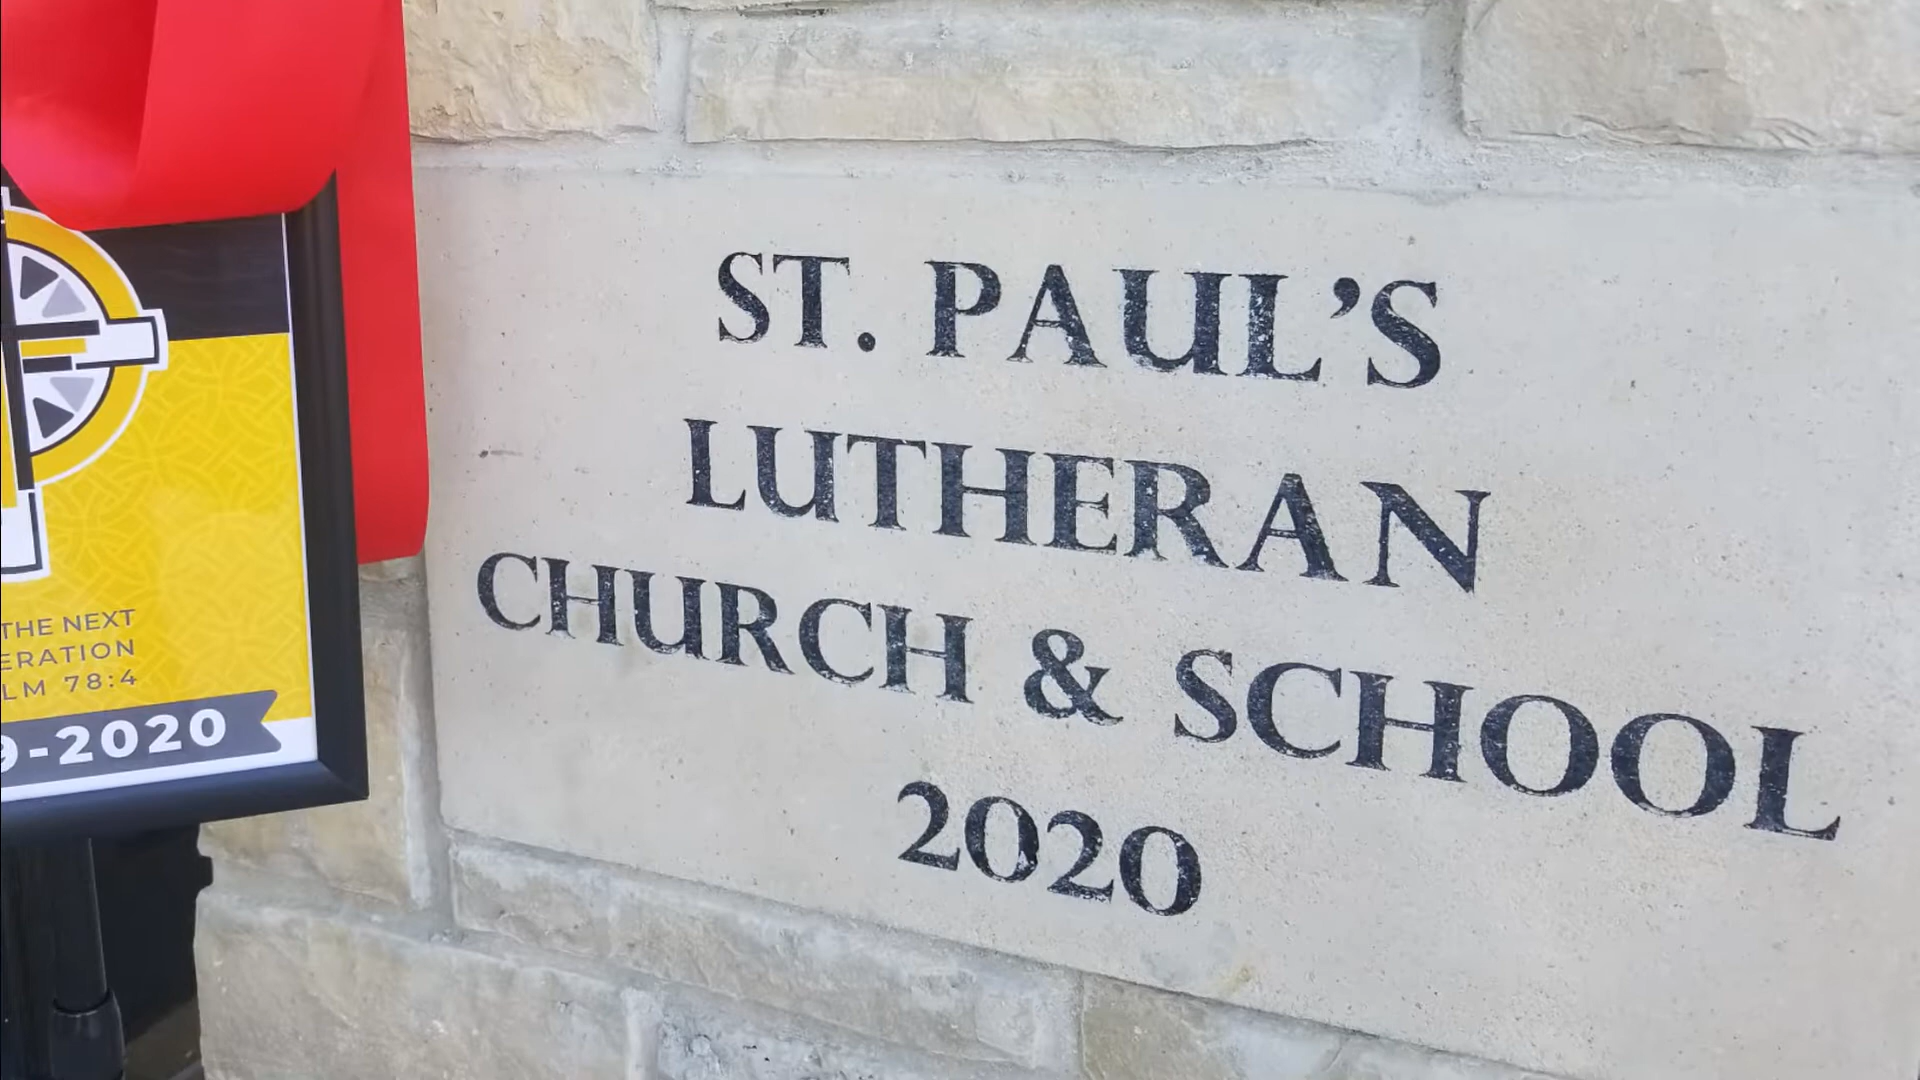 THE NEXT
ERATION
LM 78:4
9-2020
ST. PAUL'S
LUTHERAN
CHURCH & SCHOOL
2020